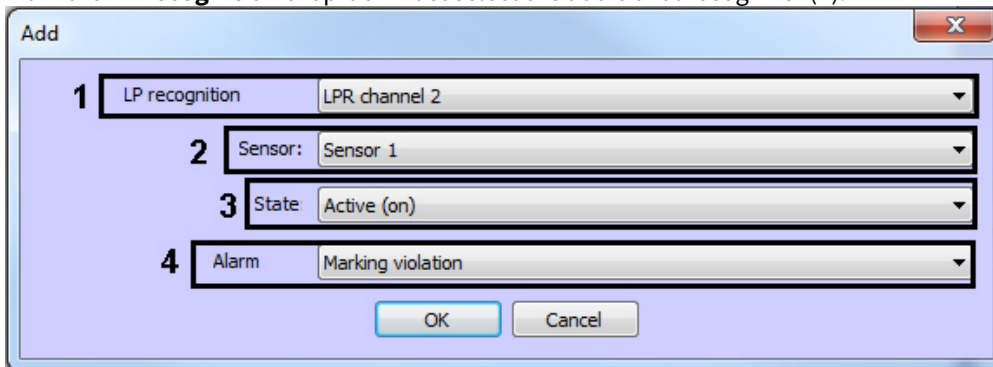 Add
1 LP recognition LPR channel 2
2 Sensor: Sensor 1
3 State Active (on)
4 Alarm Marking violation
OK Cancel